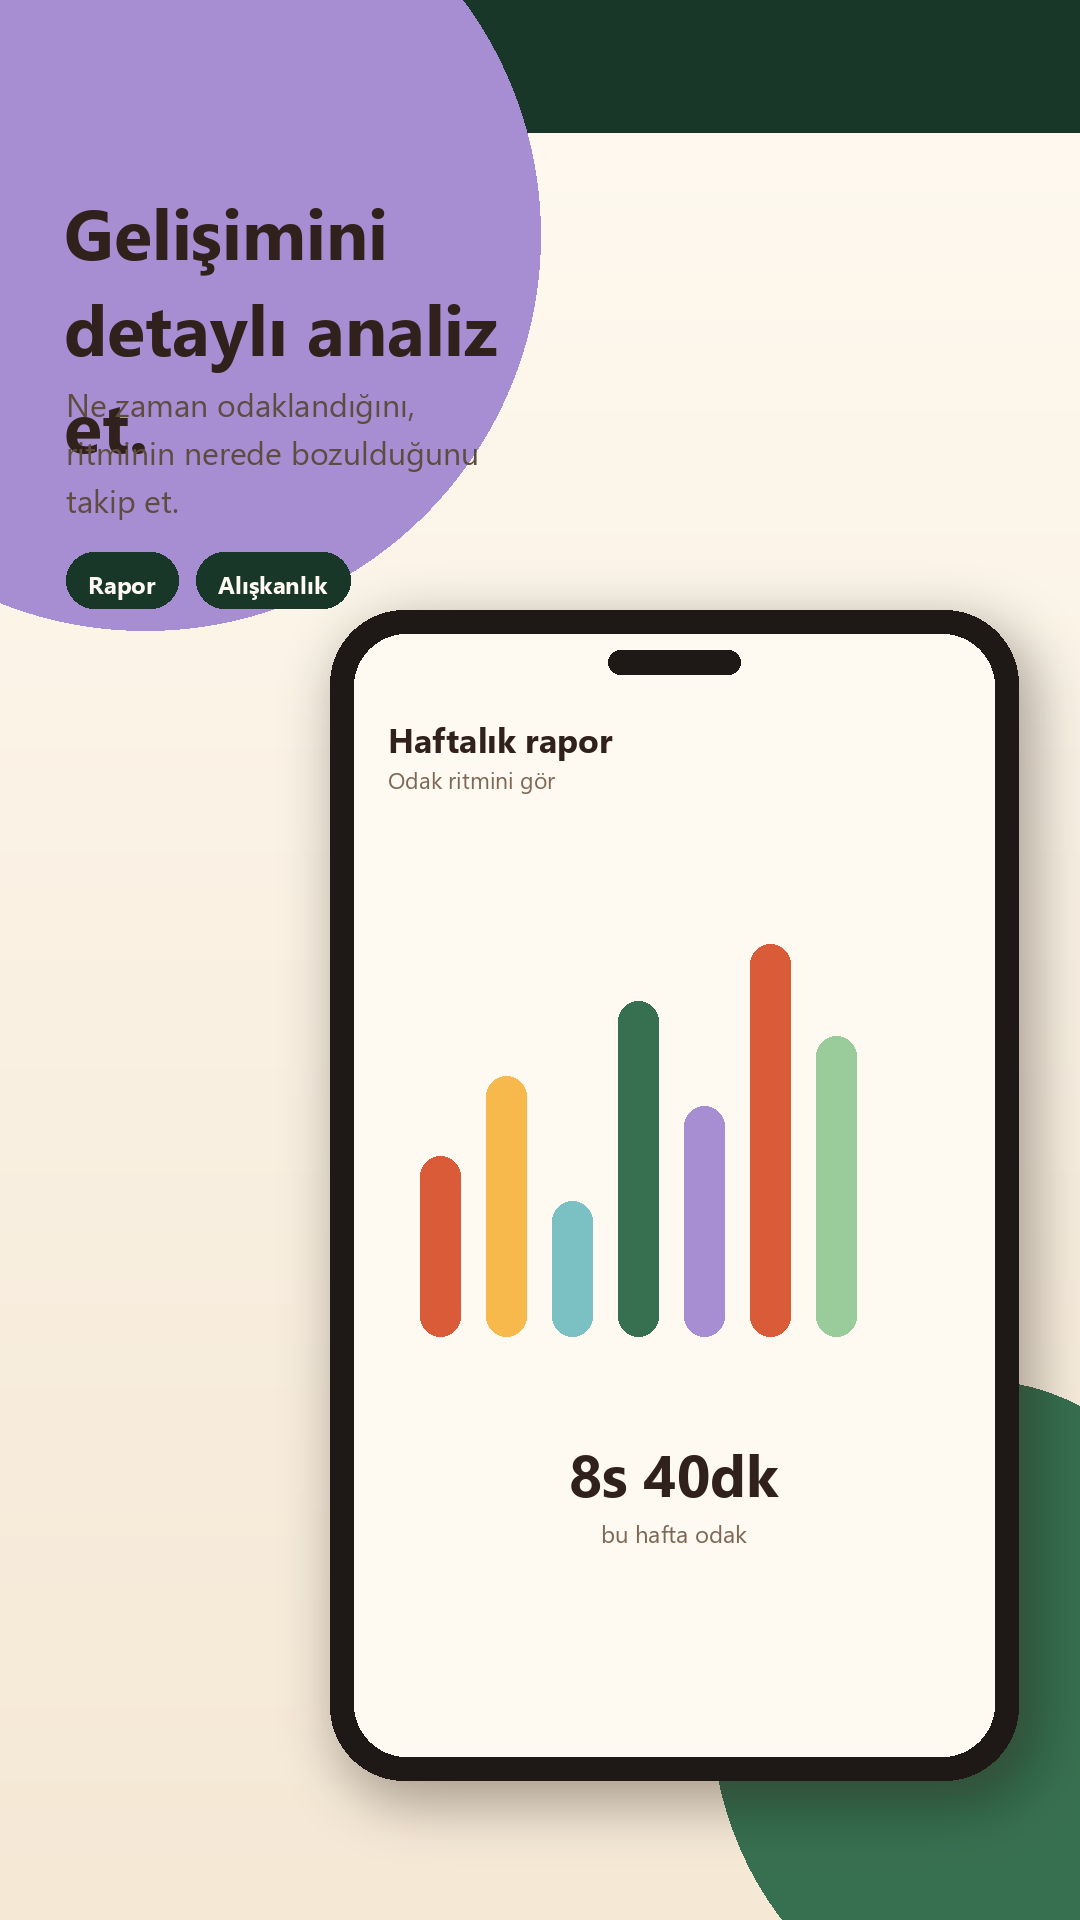 Gelişimini
detaylı analiz
et.
Ne zaman odaklandığını,
ritminin nerede bozulduğunu
takip et.
Rapor
Alışkanlık
Haftalık rapor
Odak ritmini gör
8s 40dk
bu hafta odak